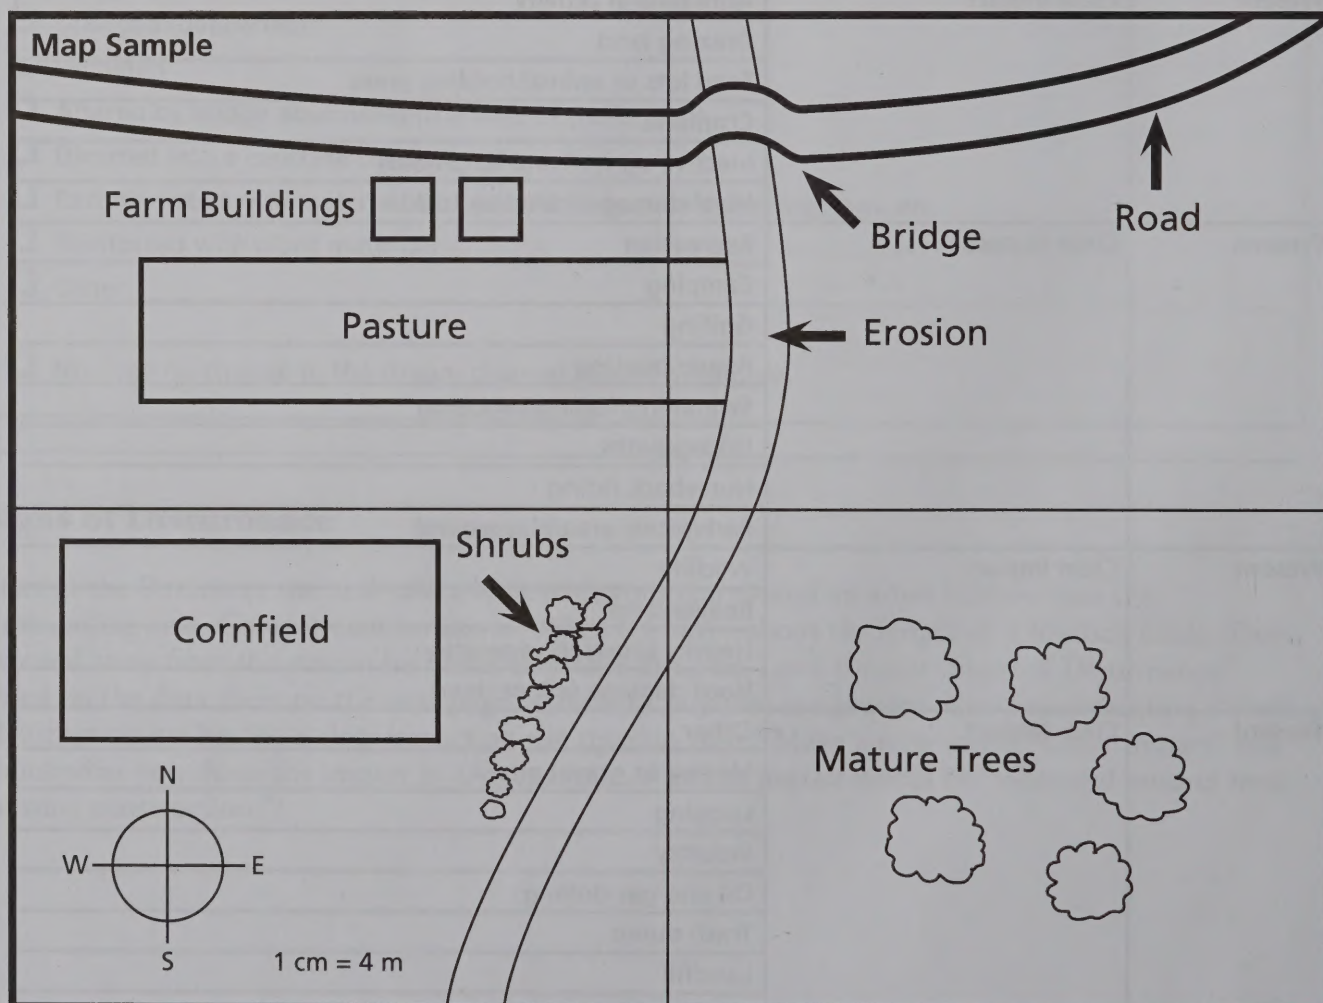 Map Sample
Farm Buildings
Bridge
Road
Pasture
Erosion
Shrubs
Cornfield
Mature Trees
N
W E
S
1 cm = 4 m